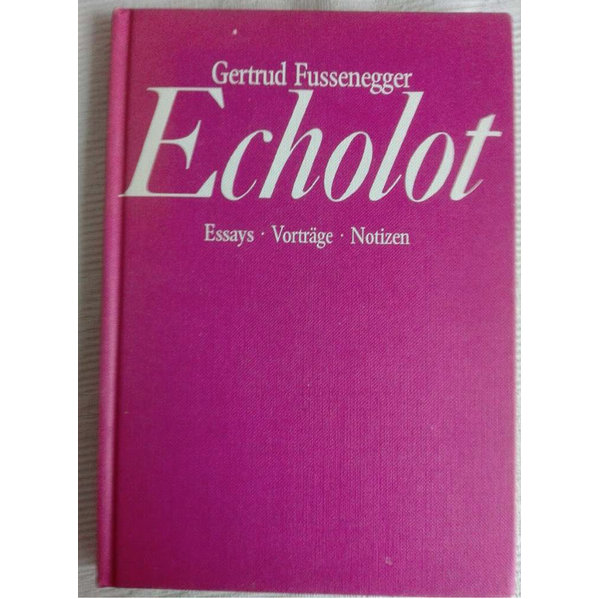 Gertrud Fussenegger
Echolot
Essays · Vorträge · Notizen